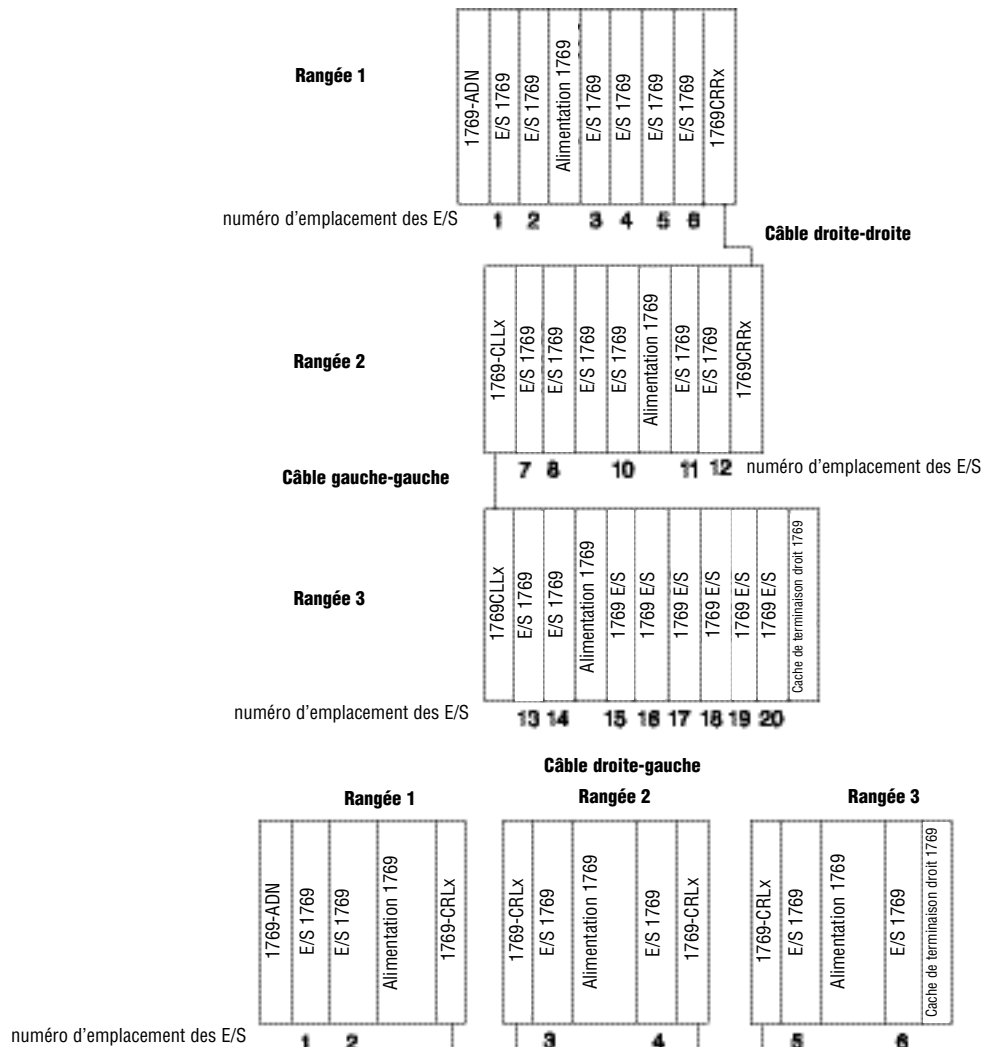 Rangée 1
1769-ADN
E/S 1769
E/S 1769
Alimentation 1769
E/S 1769
E/S 1769
E/S 1769
E/S 1769
1769CRRx
numéro d'emplacement des E/S
1 2 3 4 5 6
Câble droite-droite
Rangée 2
1769-CLLx
E/S 1769
E/S 1769
E/S 1769
E/S 1769
Alimentation 1769
E/S 1769
E/S 1769
1769CRRx
7 8 10 11 12 numéro d'emplacement des E/S
Câble gauche-gauche
Rangée 3
1769CLLx
E/S 1769
E/S 1769
Alimentation 1769
1769 E/S
1769 E/S
1769 E/S
1769 E/S
1769 E/S
1769 E/S
Cache de terminaison droit 1769
numéro d'emplacement des E/S
13 14 15 16 17 18 19 20
Câble droite-gauche
Rangée 1
Rangée 2
Rangée 3
1769-ADN
E/S 1769
E/S 1769
Alimentation 1769
1769-CRLx
1769-CRLx
E/S 1769
Alimentation 1769
E/S 1769
1769-CRLx
1769-CRLx
E/S 1769
Alimentation 1769
E/S 1769
Cache de terminaison droit 1769
numéro d'emplacement des E/S
1 2 3 4 5 6